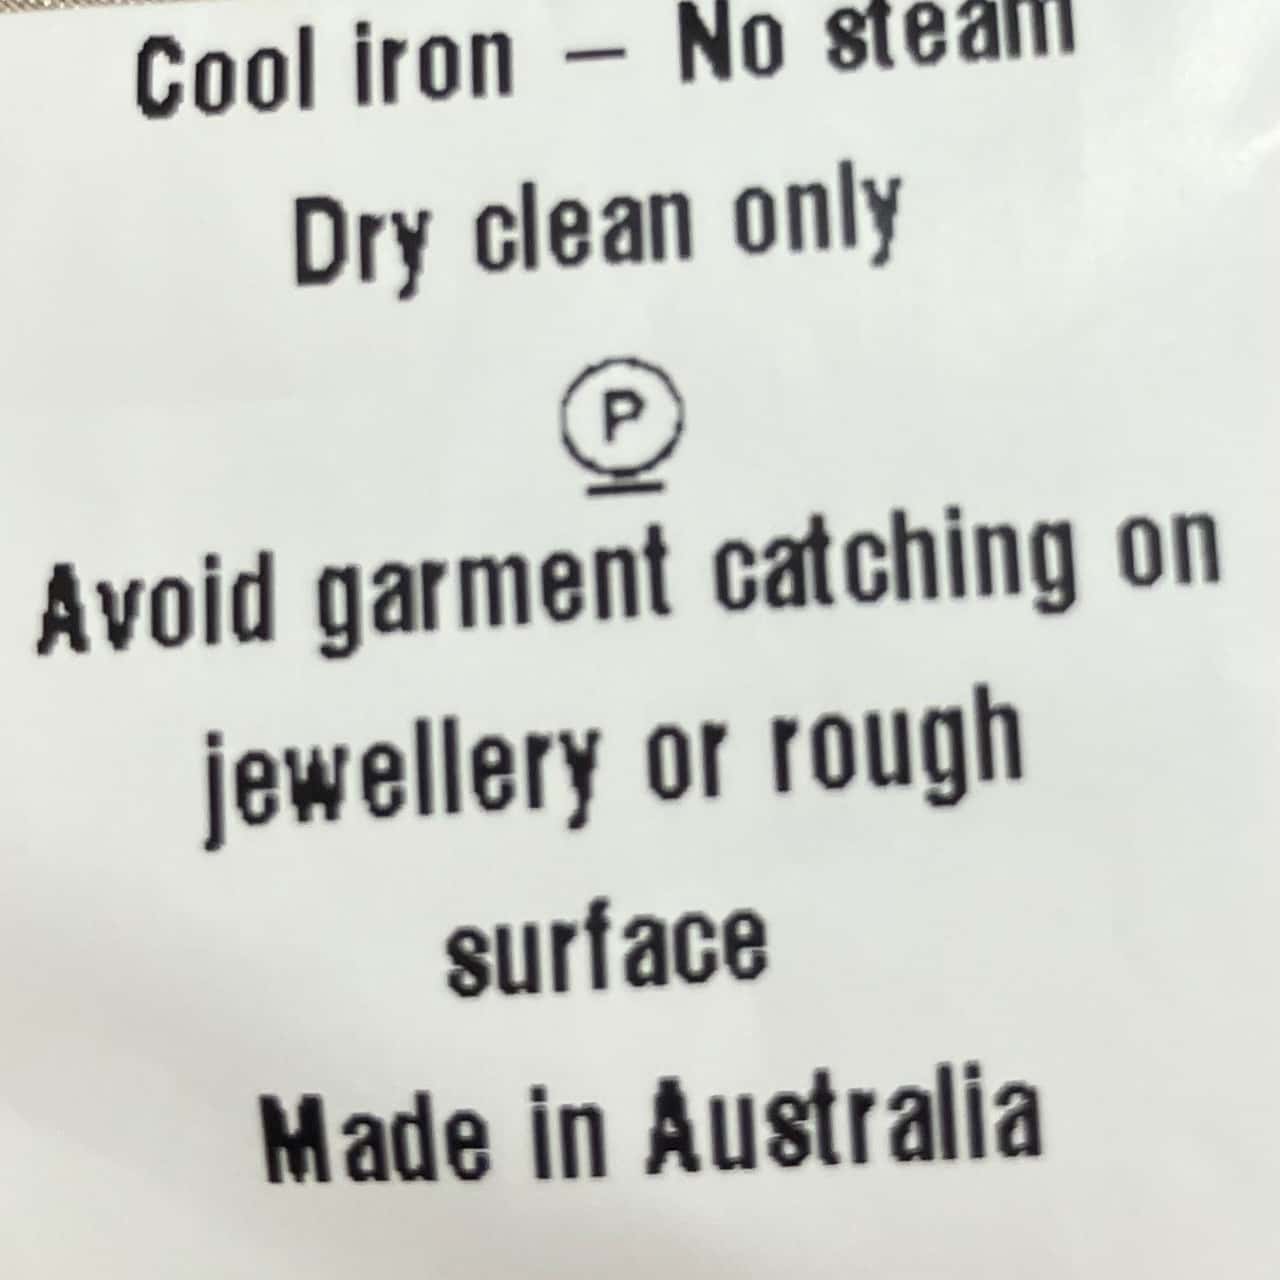 Cool iron – No steam
Dry clean only
P
Avoid garment catching on
jewellery or rough
surface
Made in Australia